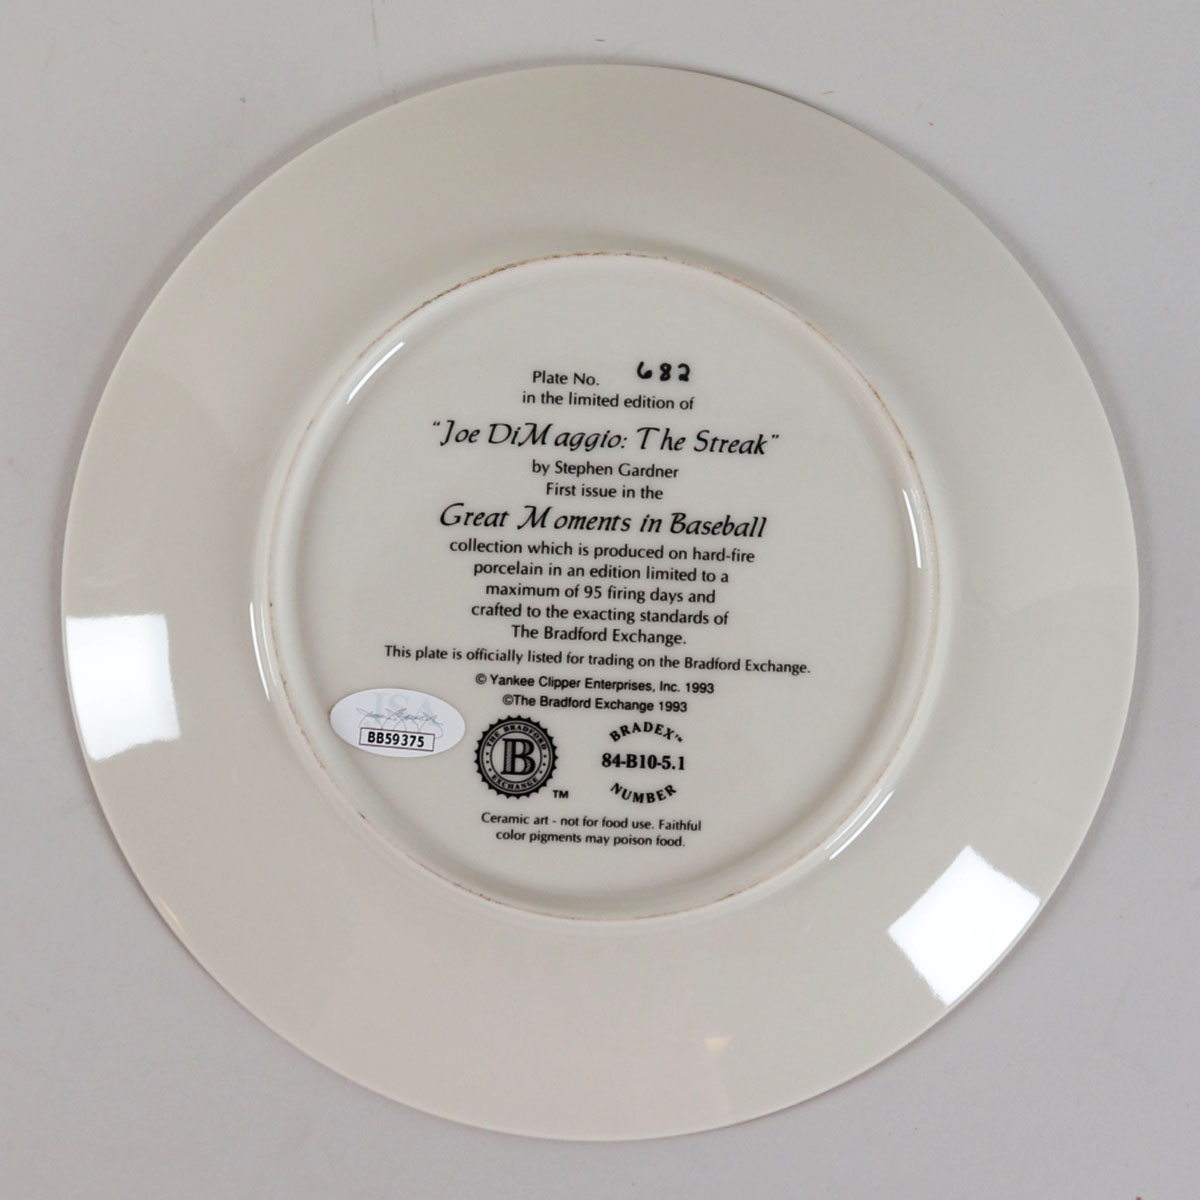 Plate No. 682
in the limited edition of
"Joe DiMaggio: The Streak"
by Stephen Gardner
First issue in the
Great Moments in Baseball
collection which is produced on hard-fire
porcelain in an edition limited to a
maximum of 95 firing days and
crafted to the exacting standards of
The Bradford Exchange.
This plate is officially listed for trading on the Bradford Exchange.
© Yankee Clipper Enterprises, Inc. 1993
©The Bradford Exchange 1993
JSA
BB59375
THE BRADFORD
B
EXCHANGE
TM
BRADEX™
84-B10-5.1
NUMBER
Ceramic art - not for food use. Faithful
color pigments may poison food.